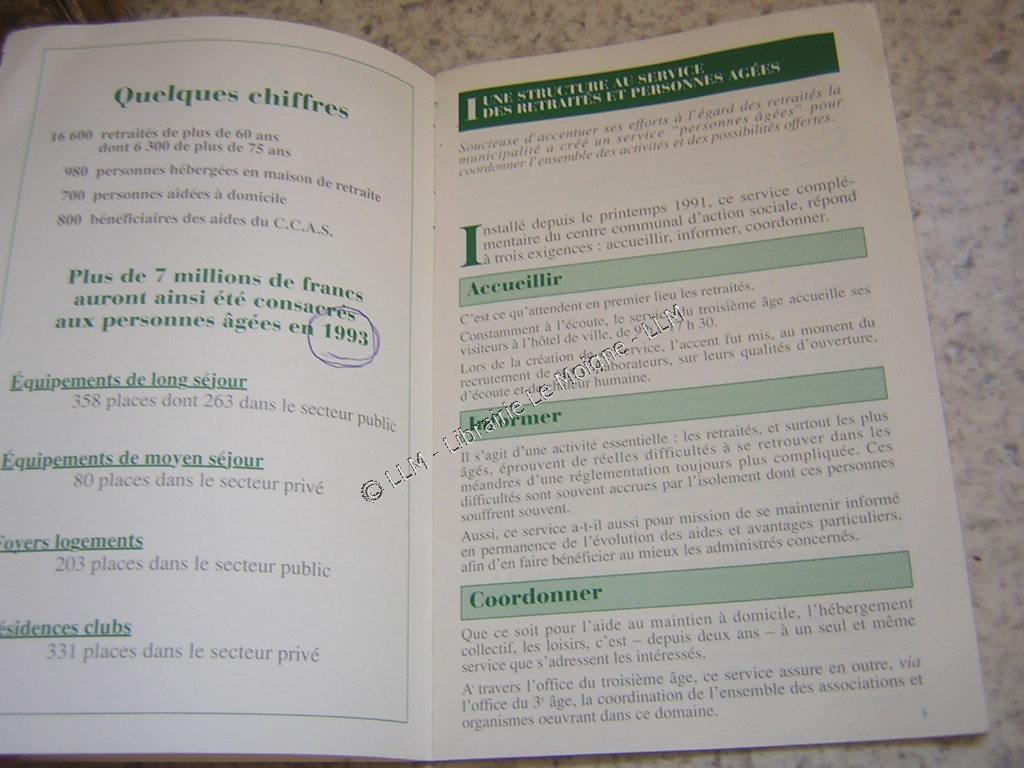 Quelques chiffres
16 600 retraités de plus de 60 ans
dont 6 300 de plus de 75 ans
980 personnes hébergées en maison de retraite
700 personnes aidées à domicile
800 bénéficiaires des aides du C.C.A.S.
Plus de 7 millions de francs
auront ainsi été consacrés
aux personnes âgées en 1993
Équipements de long séjour
358 places dont 263 dans le secteur public
Équipements de moyen séjour
80 places dans le secteur privé
Foyers logements
203 places dans le secteur public
ésidences clubs
331 places dans le secteur privé
I UNE STRUCTURE AU SERVICE
DES RETRAITÉS ET PERSONNES AGÉES
Soucieuse d'accentuer ses efforts à l'égard des retraités la
municipalité a créé un service "personnes âgées" pour
coordonner l'ensemble des activités et des possibilités offertes.
Installé depuis le printemps 1991, ce service complé-
mentaire du centre communal d'action sociale, répond
à trois exigences : accueillir, informer, coordonner.
Accueillir
C'est ce qu'attendent en premier lieu les retraités.
Constamment à l'écoute, le service du troisième âge accueille ses
visiteurs à l'hôtel de ville, de 9 h 30.
Lors de la création de service, l'accent fut mis, au moment du
recrutement de collaborateurs, sur leurs qualités d'ouverture,
d'écoute et de chaleur humaine.
Informer
Il s'agit d'une activité essentielle : les retraités, et surtout les plus
âgés, éprouvent de réelles difficultés à se retrouver dans les
méandres d'une réglementation toujours plus compliquée. Ces
difficultés sont souvent accrues par l'isolement dont ces personnes
souffrent souvent.
Aussi, ce service a-t-il aussi pour mission de se maintenir informé
en permanence de l'évolution des aides et avantages particuliers,
afin d'en faire bénéficier au mieux les administrés concernés.
Coordonner
Que ce soit pour l'aide au maintien à domicile, l'hébergement
collectif, les loisirs, c'est – depuis deux ans – à un seul et même
service que s'adressent les intéressés.
A travers l'office du troisième âge, ce service assure en outre, via
l'office du 3e âge, la coordination de l'ensemble des associations et
organismes oeuvrant dans ce domaine.
5
© LLM - Librairie Le Moigne - LLM